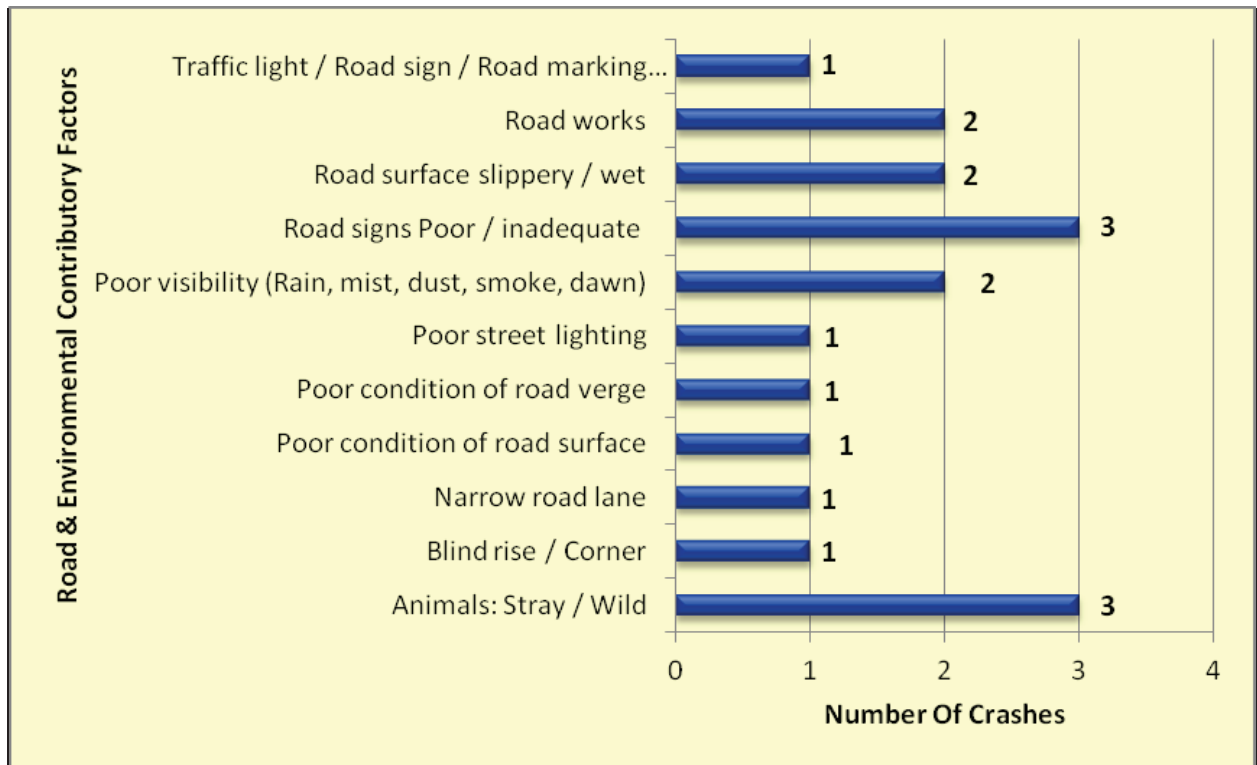 Road & Environmental Contributory Factors
Traffic light / Road sign / Road marking...
1
Road works
2
Road surface slippery / wet
2
Road signs Poor / inadequate
3
Poor visibility (Rain, mist, dust, smoke, dawn)
2
Poor street lighting
1
Poor condition of road verge
1
Poor condition of road surface
1
Narrow road lane
1
Blind rise / Corner
1
Animals: Stray / Wild
3
0 1 2 3 4
Number Of Crashes